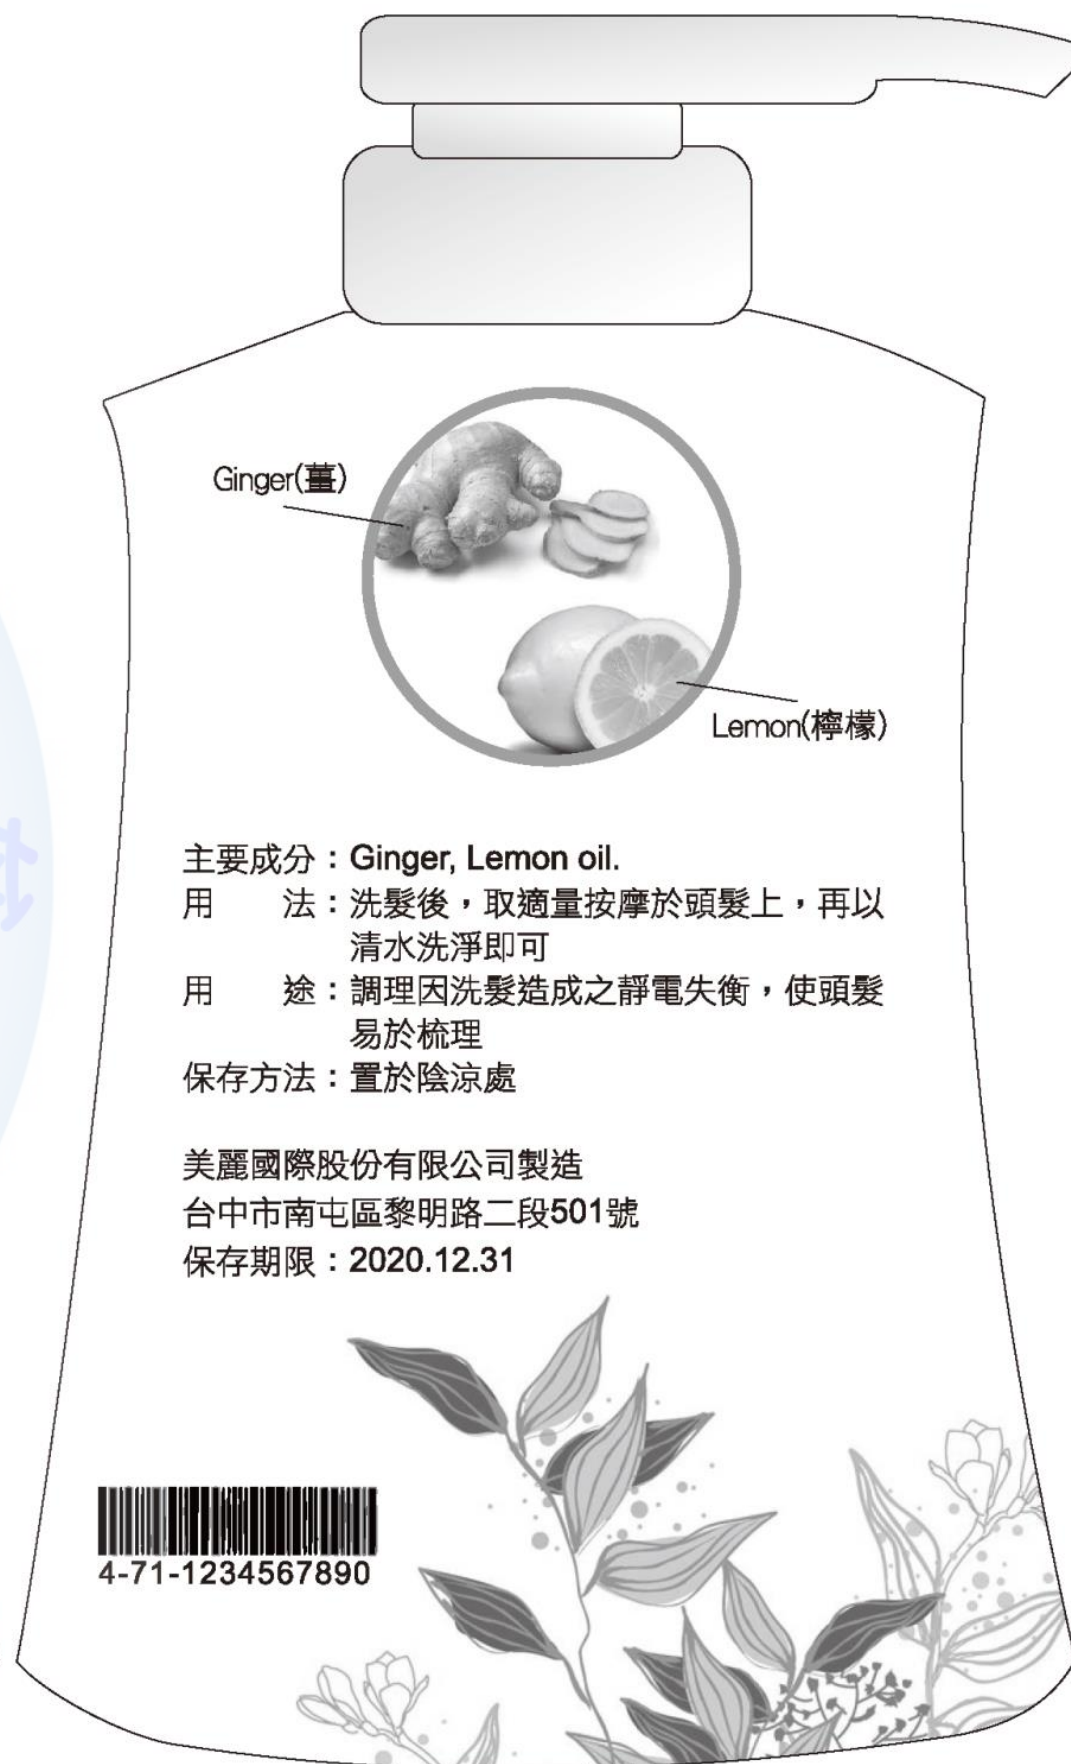 Ginger(薑)
Lemon(檸檬)
主要成分：Ginger, Lemon oil.
用　　法：洗髮後，取適量按摩於頭髮上，再以
清水洗淨即可
用　　途：調理因洗髮造成之靜電失衡，使頭髮
易於梳理
保存方法：置於陰涼處
美麗國際股份有限公司製造
台中市南屯區黎明路二段501號
保存期限：2020.12.31
4-71-1234567890